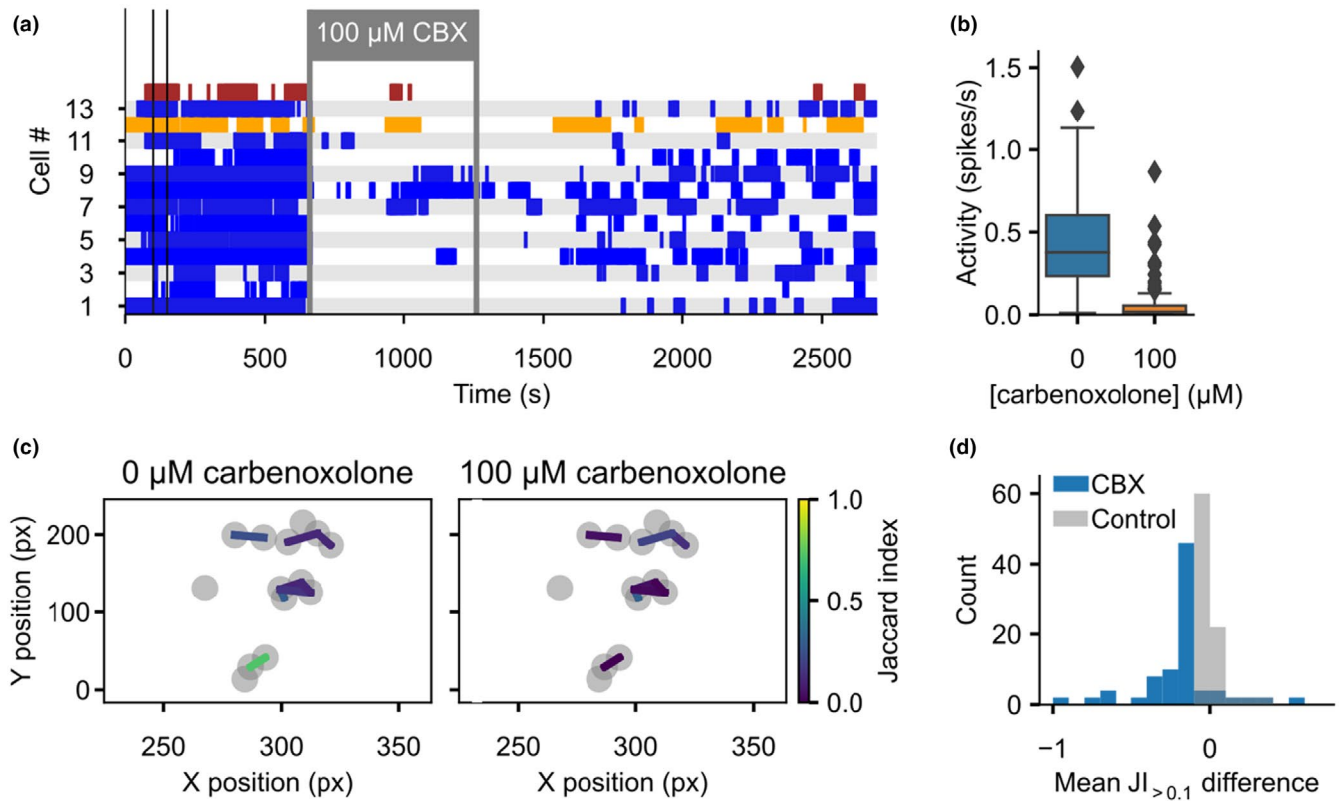 (a)
100 µM CBX
Cell #
13
11
9
7
5
3
1
0 500 1000 1500 2000 2500
Time (s)
(b)
Activity (spikes/s)
1.5
1.0
0.5
0.0
0 100
[carbenoxolone] (µM)
(c)
0 µM carbenoxolone
Y position (px)
200
100
0
250 300 350
X position (px)
100 µM carbenoxolone
250 300 350
X position (px)
1.0
0.5
0.0
Jaccard index
(d)
CBX
Control
Count
60
40
20
0
−1 0
Mean JI>0.1 difference